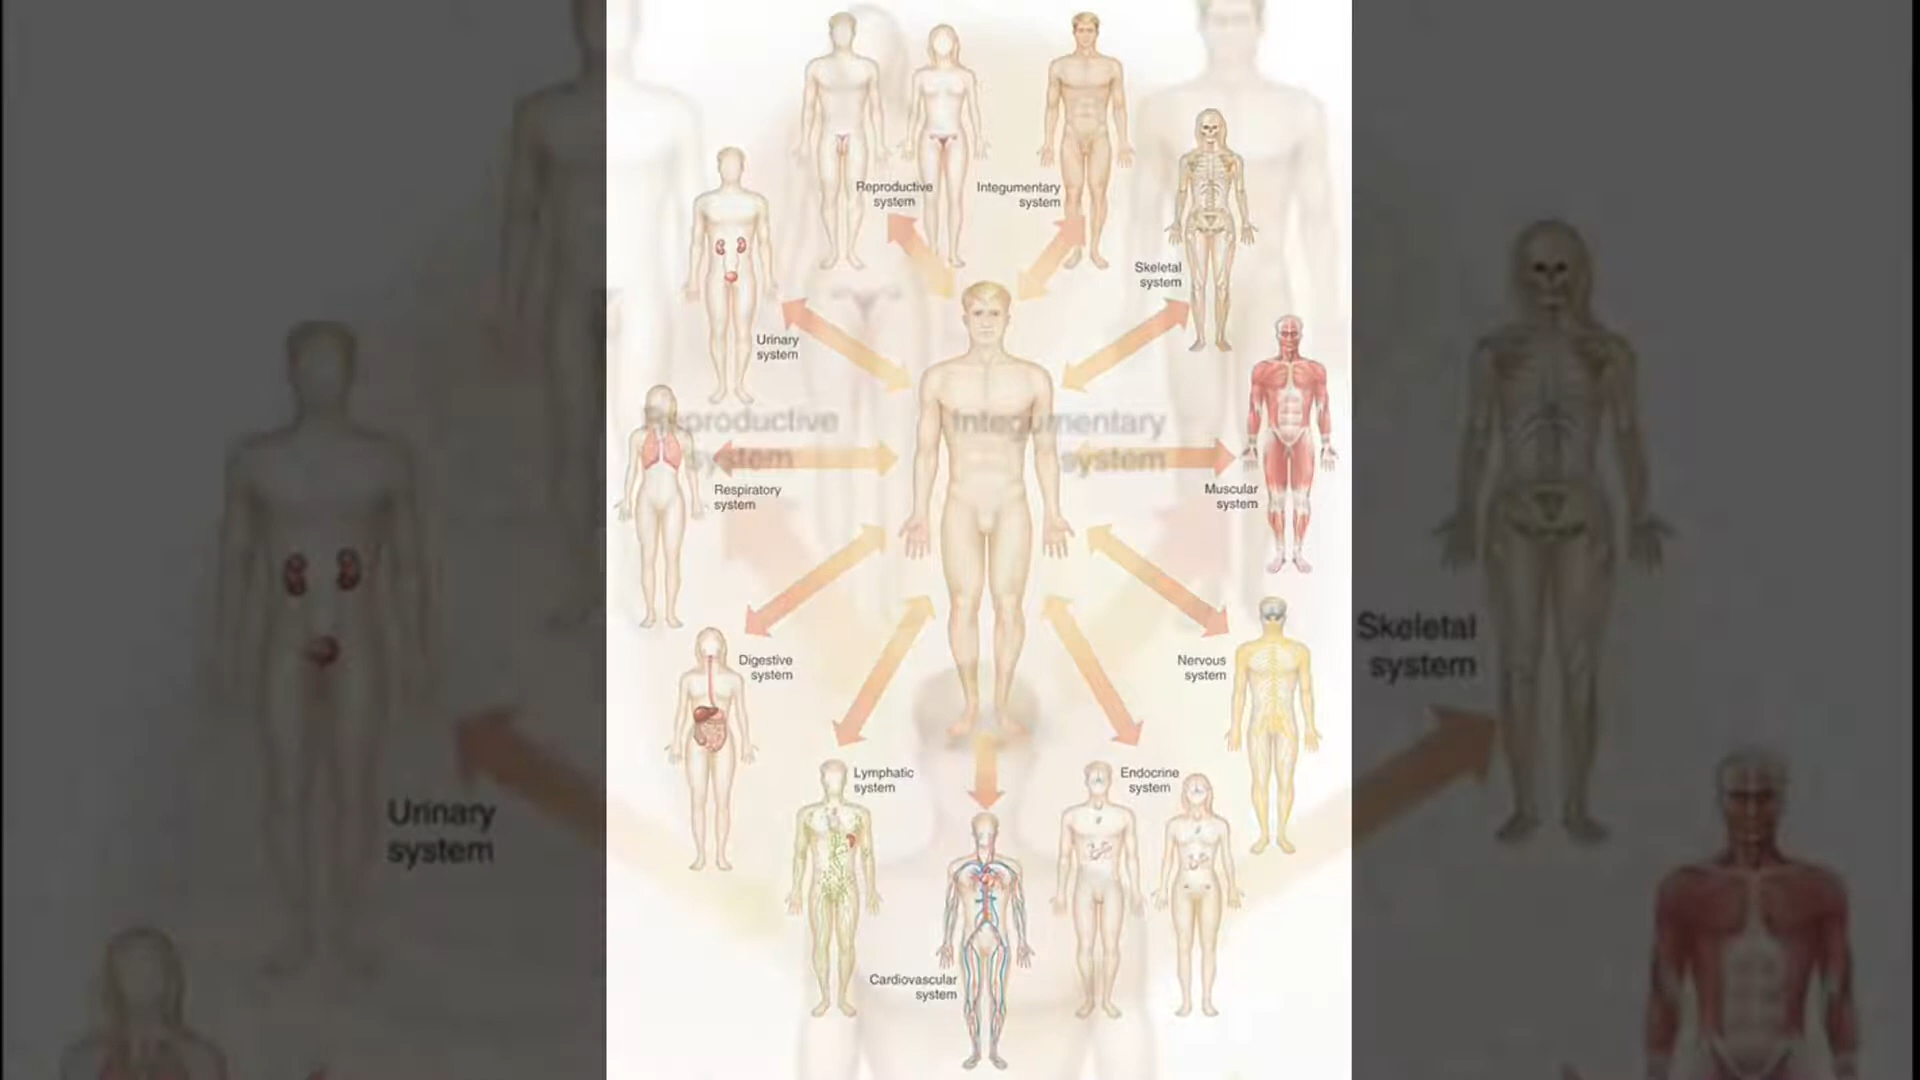 Reproductive
system
Integumentary
system
Skeletal
system
Urinary
system
Reproductive
system
Integumentary
system
Respiratory
system
Muscular
system
Skeletal
system
Digestive
system
Nervous
system
Lymphatic
system
Endocrine
system
Urinary
system
Cardiovascular
system